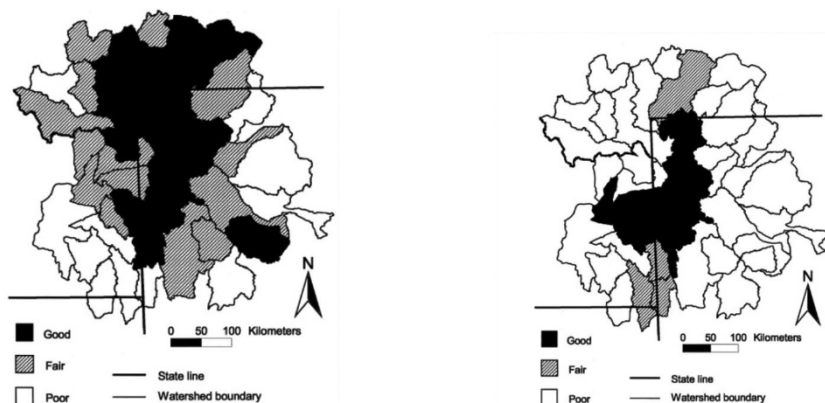 N
0 50 100 Kilometers
Good
Fair
Poor
State line
Watershed boundary
N
0 50 100 Kilometers
Good
Fair
Poor
State line
Watershed boundary